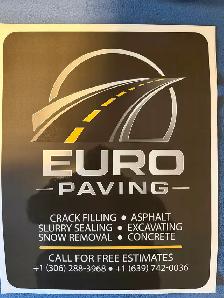 EURO
PAVING
CRACK FILLING • ASPHALT
SLURRY SEALING • EXCAVATING
SNOW REMOVAL • CONCRETE
CALL FOR FREE ESTIMATES
+1 (306) 288-3968 • +1 (639) 742-0036